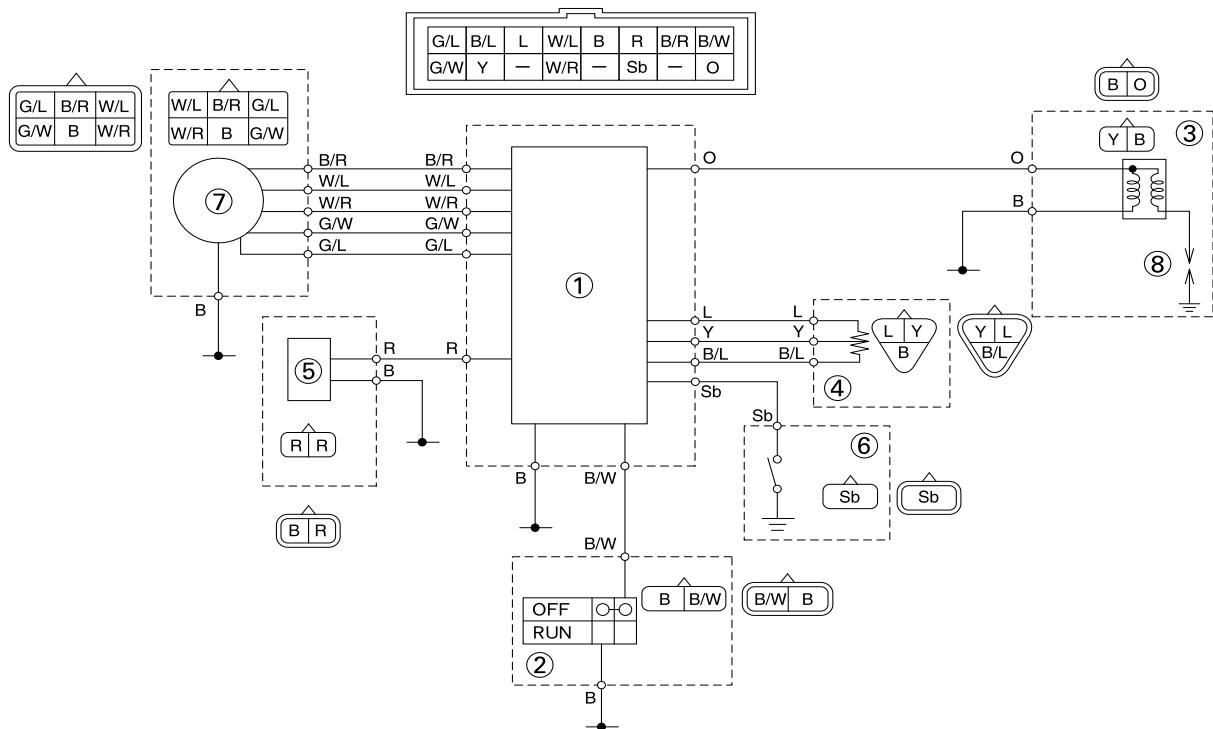 G/L B/L L W/L B R B/R B/W
G/W Y – W/R – Sb – O
B O
G/L B/R W/L
G/W B W/R
W/L B/R G/L
W/R B G/W
Y B
3
B/R B/R
O O
W/L W/L
W/R W/R
G/W G/W
G/L G/L
7
B
B
8
1
L L
Y Y
B/L B/L
L Y
B
Y L
B/L
4
Sb
R R
B
5
R R
B R
Sb
6
Sb
Sb
B B/W
B/W
OFF
RUN
B B/W
B/W B
2
B